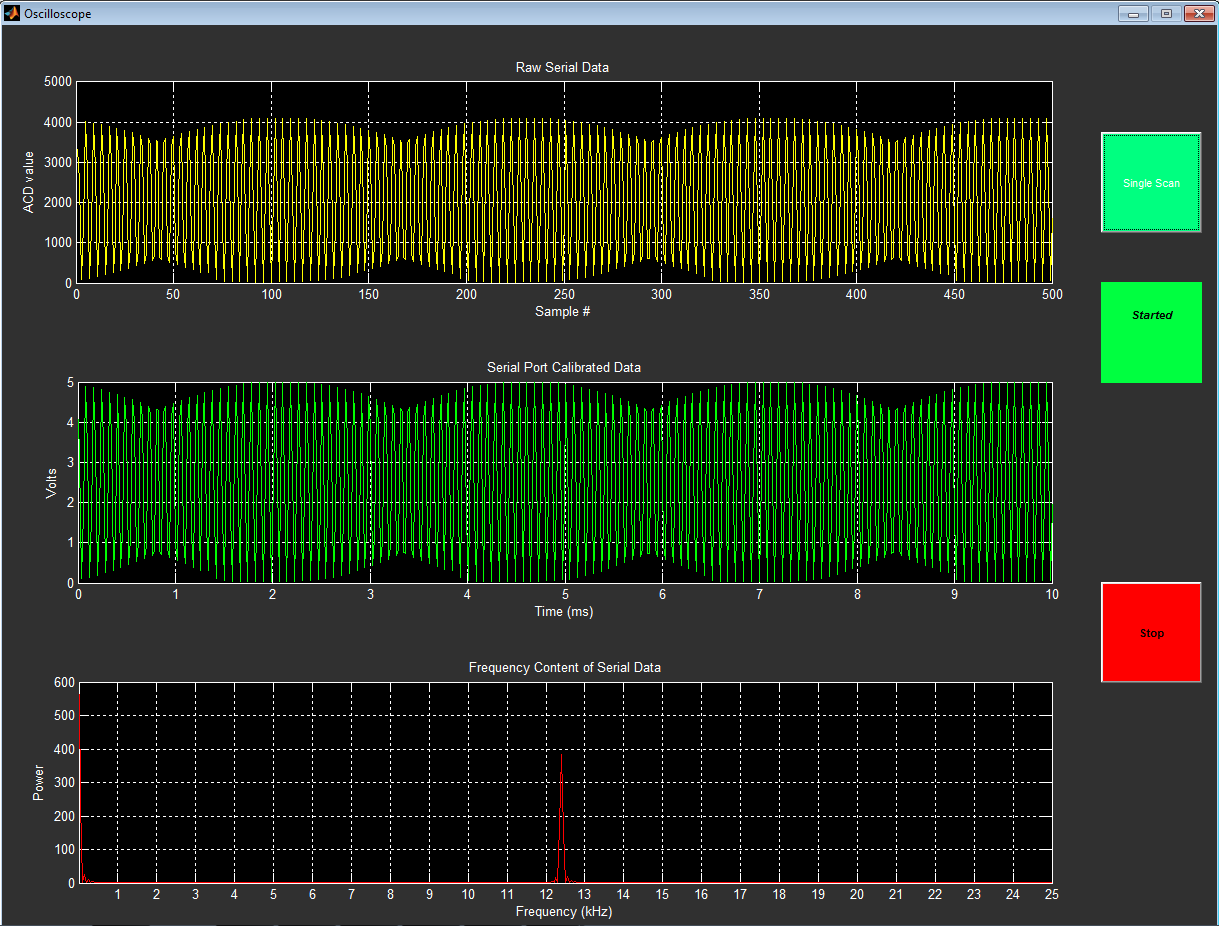 Oscilloscope
Raw Serial Data
5000
4000
3000
2000
1000
0
ACD value
0 50 100 150 200 250 300 350 400 450 500
Sample #
Single Scan
Started
Serial Port Calibrated Data
5
4
3
2
1
0
Volts
0 1 2 3 4 5 6 7 8 9 10
Time (ms)
Stop
Frequency Content of Serial Data
600
500
400
300
200
100
0
Power
1 2 3 4 5 6 7 8 9 10 11 12 13 14 15 16 17 18 19 20 21 22 23 24 25
Frequency (kHz)